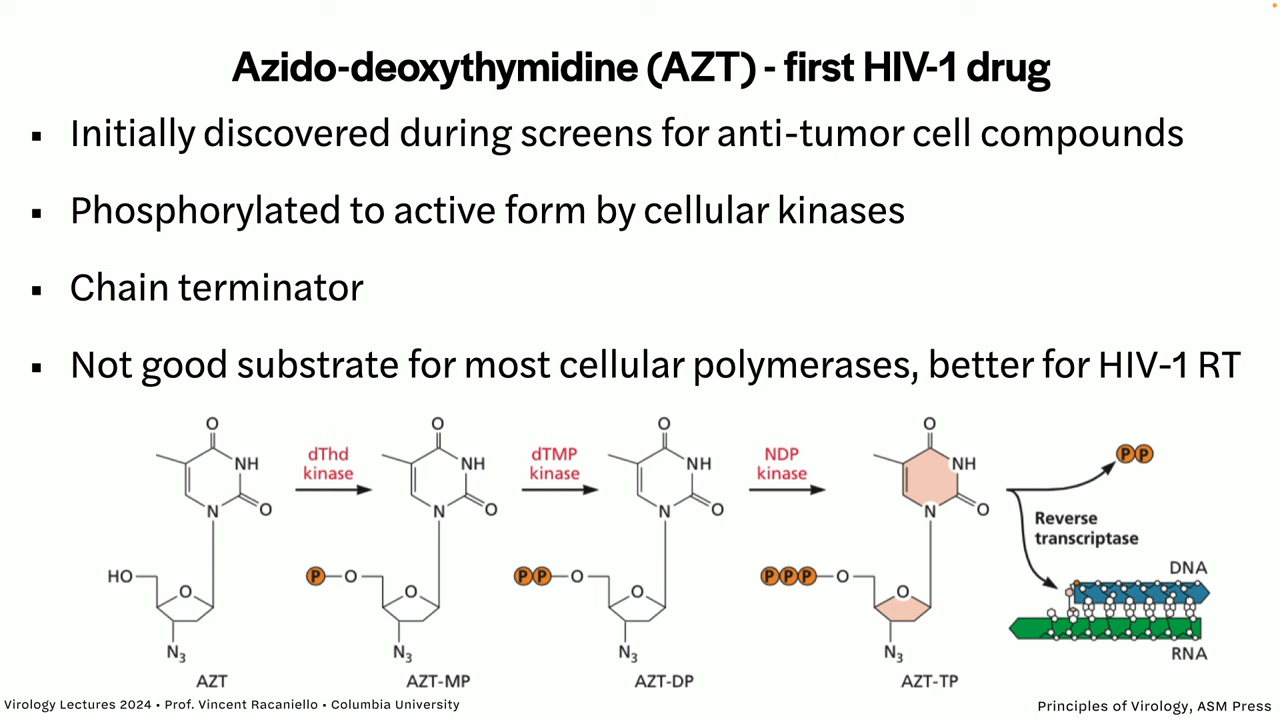 Azido-deoxythymidine (AZT) - first HIV-1 drug
▪ Initially discovered during screens for anti-tumor cell compounds
▪ Phosphorylated to active form by cellular kinases
▪ Chain terminator
▪ Not good substrate for most cellular polymerases, better for HIV-1 RT
O
NH
N
O
HO
O
N3
AZT
dThd
kinase
O
NH
N
O
P
O
O
N3
AZT-MP
dTMP
kinase
O
NH
N
O
PP
O
O
N3
AZT-DP
NDP
kinase
O
NH
N
O
PPP
O
O
N3
AZT-TP
PP
Reverse
transcriptase
DNA
RNA
Virology Lectures 2024 • Prof. Vincent Racaniello • Columbia University
Principles of Virology, ASM Press